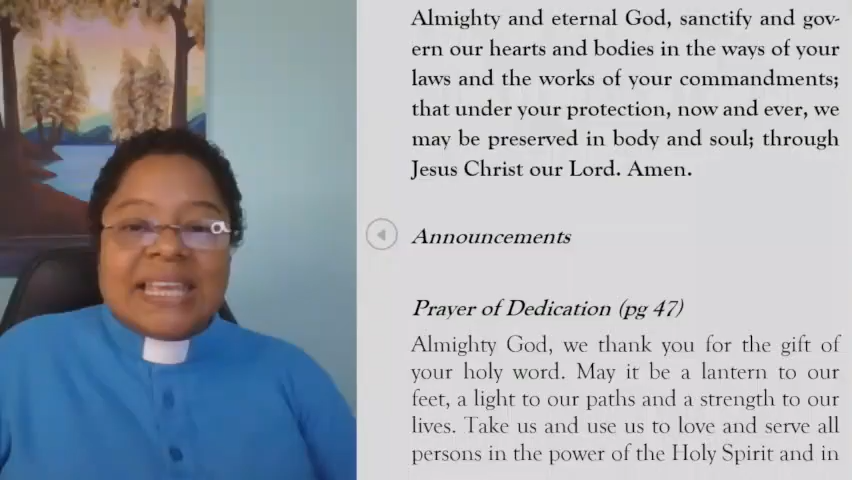 Almighty and eternal God, sanctify and gov-
ern our hearts and bodies in the ways of your
laws and the works of your commandments;
that under your protection, now and ever, we
may be preserved in body and soul; through
Jesus Christ our Lord. Amen.
Announcements
Prayer of Dedication (pg 47)
Almighty God, we thank you for the gift of
your holy word. May it be a lantern to our
feet, a light to our paths and a strength to our
lives. Take us and use us to love and serve all
persons in the power of the Holy Spirit and in